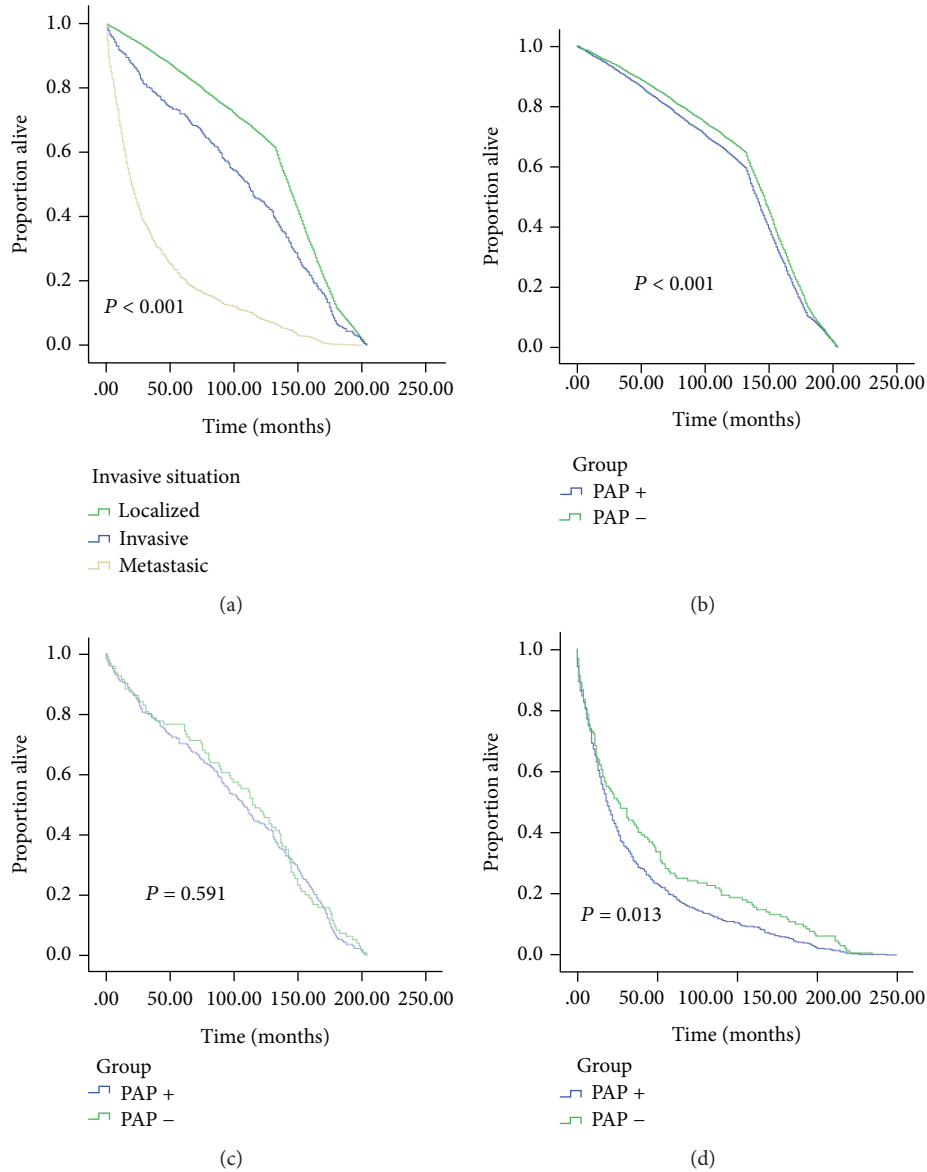 1.0
0.8
0.6
0.4
0.2
0.0
Proportion alive
P < 0.001
.00 50.00 100.00 150.00 200.00 250.00
Time (months)
Invasive situation
Localized
Invasive
Metastasic
(a)
1.0
0.8
0.6
0.4
0.2
0.0
Proportion alive
P < 0.001
.00 50.00 100.00 150.00 200.00 250.00
Time (months)
Group
PAP +
PAP −
(b)
1.0
0.8
0.6
0.4
0.2
0.0
Proportion alive
P = 0.591
.00 50.00 100.00 150.00 200.00 250.00
Time (months)
Group
PAP +
PAP −
(c)
1.0
0.8
0.6
0.4
0.2
0.0
Proportion alive
P = 0.013
.00 50.00 100.00 150.00 200.00 250.00
Time (months)
Group
PAP +
PAP −
(d)